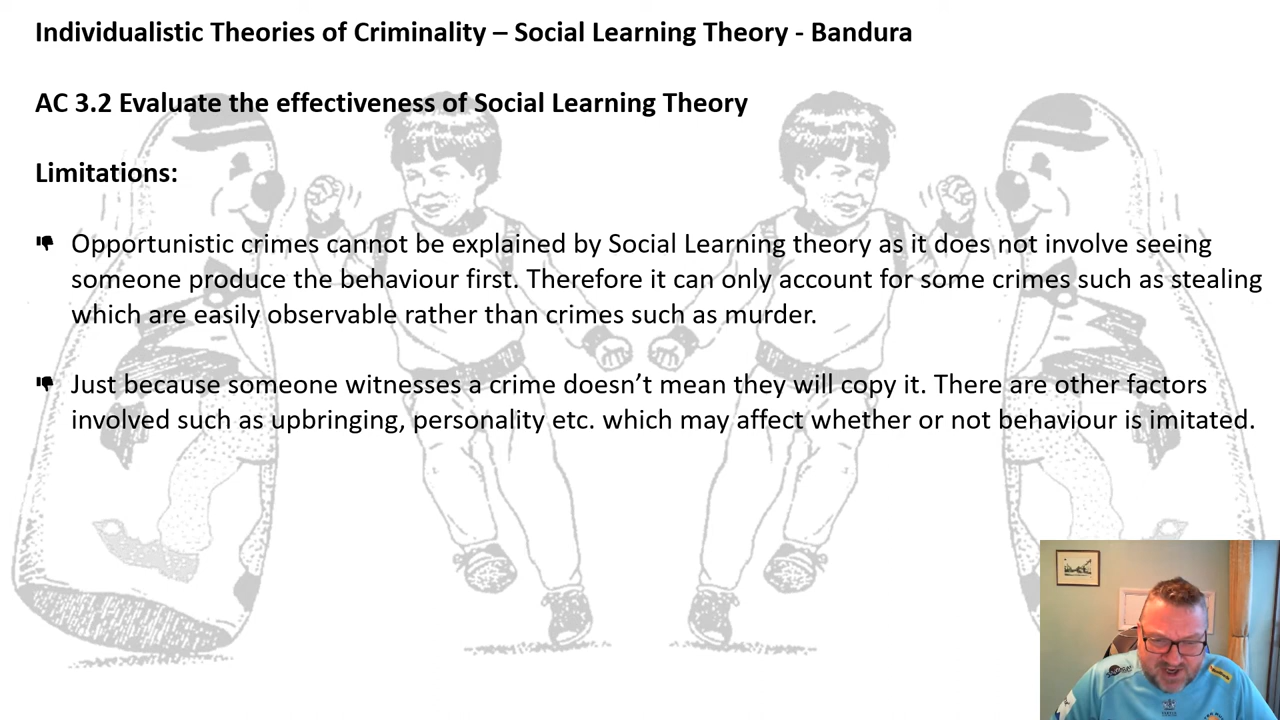 Individualistic Theories of Criminality – Social Learning Theory - Bandura
AC 3.2 Evaluate the effectiveness of Social Learning Theory
Limitations:
Opportunistic crimes cannot be explained by Social Learning theory as it does not involve seeing
someone produce the behaviour first. Therefore it can only account for some crimes such as stealing
which are easily observable rather than crimes such as murder.
Just because someone witnesses a crime doesn’t mean they will copy it. There are other factors
involved such as upbringing, personality etc. which may affect whether or not behaviour is imitated.